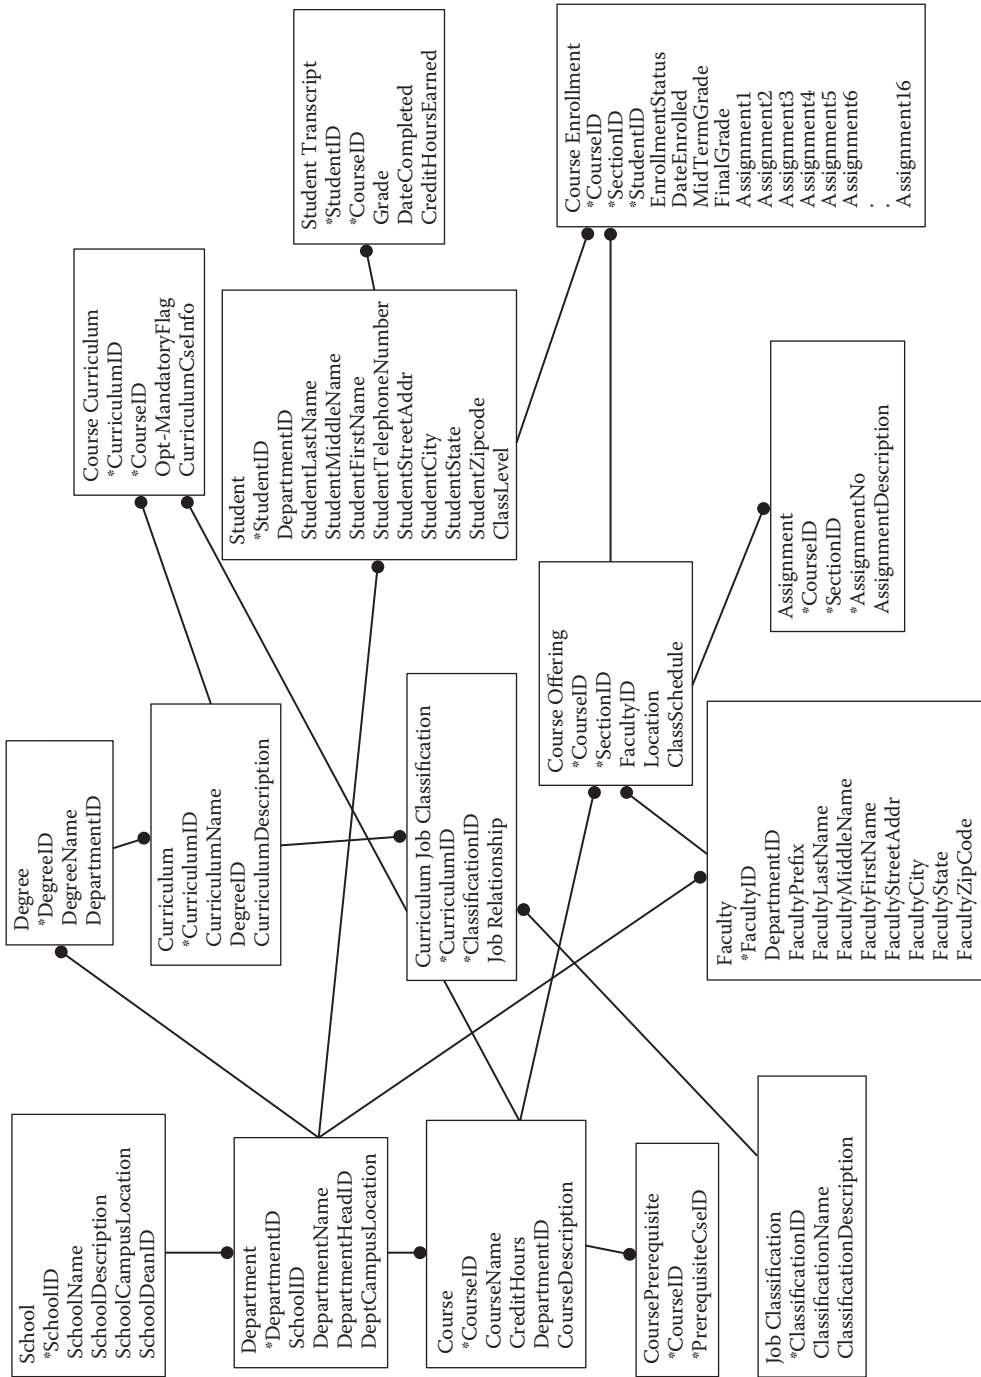 School
*SchoolID
SchoolName
SchoolDescription
SchoolCampusLocation
SchoolDeanID
Department
*DepartmentID
SchoolID
DepartmentName
DepartmentHeadID
DeptCampusLocation
Course
*CourseID
CourseName
CreditHours
DepartmentID
CourseDescription
CoursePrerequisite
*CourseID
*PrerequisiteCseID
Job Classification
*ClassificationID
ClassificationName
ClassificationDescription
Degree
*DegreeID
DegreeName
DepartmentID
Curriculum
*CurriculumID
CurriculumName
DegreeID
CurriculumDescription
Curriculum Job Classification
*CurriculumID
*ClassificationID
Job Relationship
Course Offering
*CourseID
*SectionID
FacultyID
Location
ClassSchedule
Faculty
*FacultyID
DepartmentID
FacultyPrefix
FacultyLastName
FacultyMiddleName
FacultyFirstName
FacultyStreetAddr
FacultyCity
FacultyState
FacultyZipCode
Course Curriculum
*CurriculumID
*CourseID
Opt-MandatoryFlag
CurriculumCseInfo
Student
*StudentID
DepartmentID
StudentLastName
StudentMiddleName
StudentFirstName
StudentTelephoneNumber
StudentStreetAddr
StudentCity
StudentState
StudentZipcode
ClassLevel
Assignment
*CourseID
*SectionID
*AssignmentNo
AssignmentDescription
Student Transcript
*StudentID
*CourseID
Grade
DateCompleted
CreditHoursEarned
Course Enrollment
*CourseID
*SectionID
*StudentID
EnrollmentStatus
DateEnrolled
MidTermGrade
FinalGrade
Assignment1
Assignment2
Assignment3
Assignment4
Assignment5
Assignment6
.
.
Assignment16